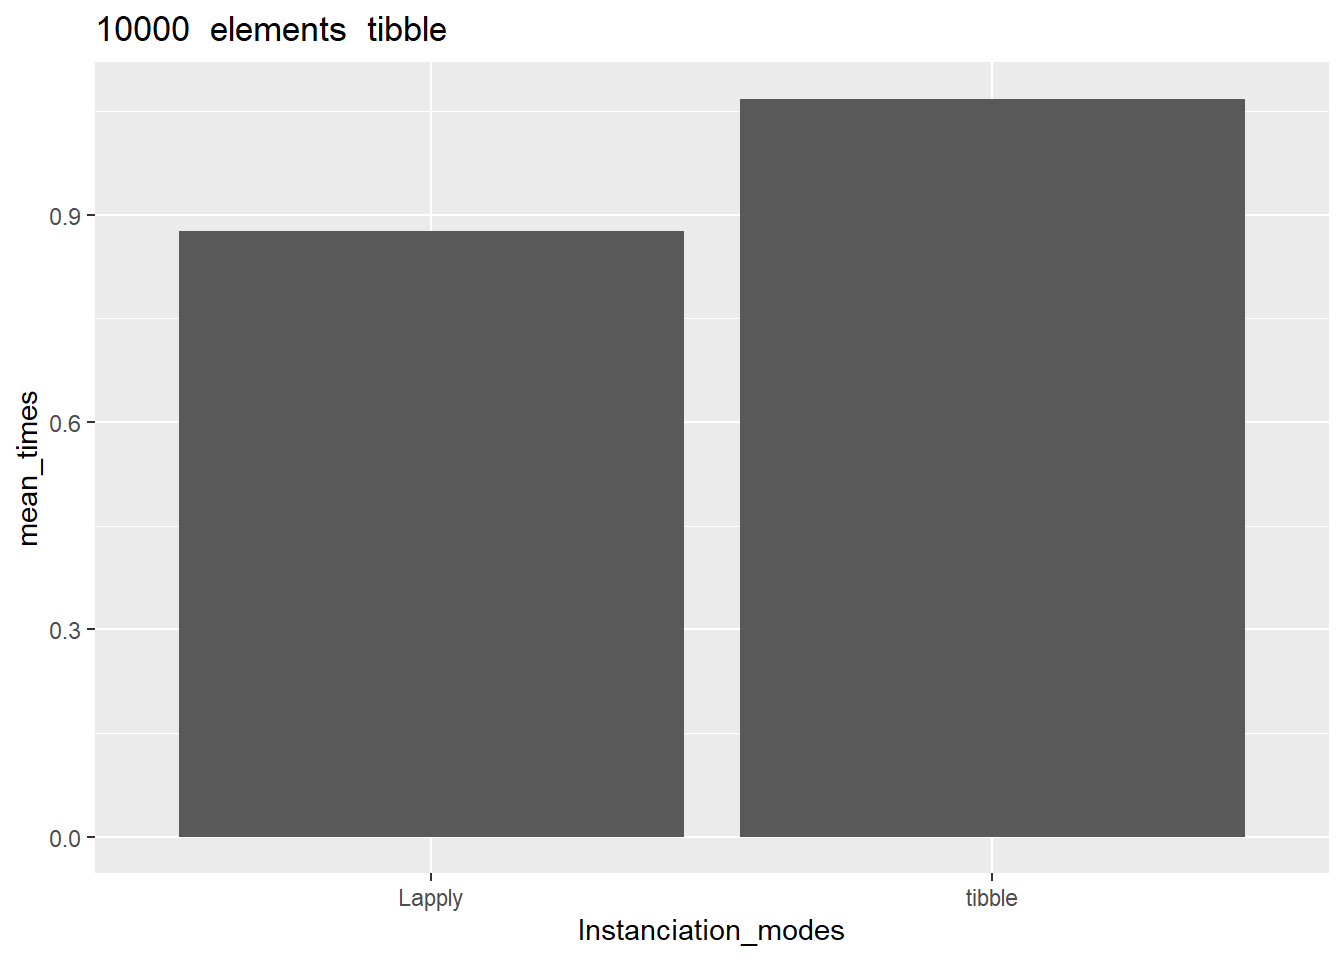 10000 elements tibble
mean_times
0.9
0.6
0.3
0.0
Lapply
tibble
Instanciation_modes